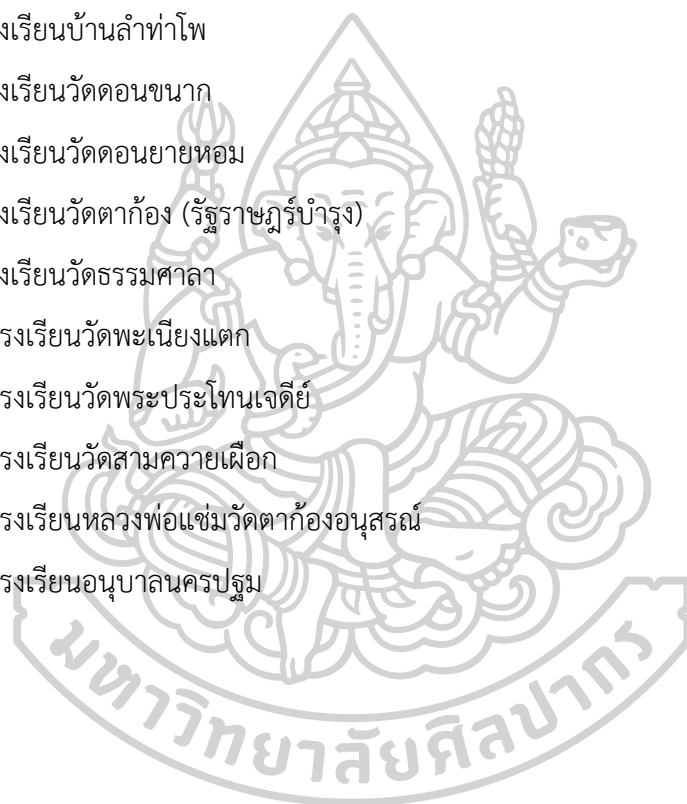 งเรียนบ้านลำท่าโพ
งเรียนวัดดอนขนาก
งเรียนวัดดอนยายหอม
งเรียนวัดตาก้อง (รัฐราษฎร์บำรุง)
งเรียนวัดธรรมศาลา
รงเรียนวัดพะเนียงแตก
รงเรียนวัดพระประโทนเจดีย์
รงเรียนวัดสามควายเผือก
รงเรียนหลวงพ่อแช่มวัดตาก้องอนุสรณ์
รงเรียนอนุบาลนครปฐม
มหาวิทยาลัยศิลปากร